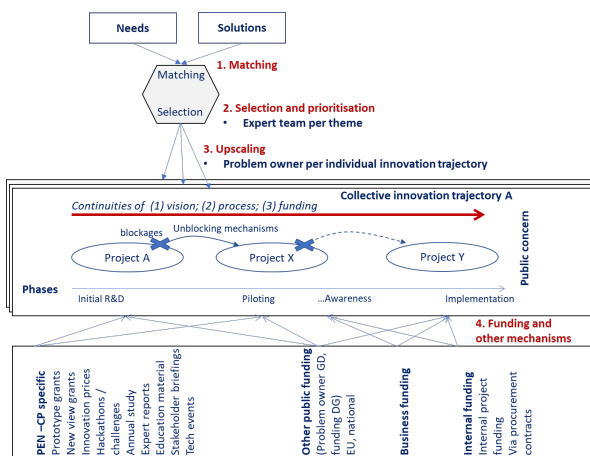 Needs
Solutions
1. Matching
Matching
Selection
2. Selection and prioritisation
• Expert team per theme
3. Upscaling
• Problem owner per individual innovation trajectory
Collective innovation trajectory A
Continuities of (1) vision; (2) process; (3) funding
blockages
Unblocking mechanisms
Project A
Project X
Project Y
Public concern
Phases
Initial R&D
Piloting
...Awareness
Implementation
4. Funding and
other mechanisms
PEN –CP specific
Prototype grants
New view grants
Innovation prices
Hackathons /
challenges
Annual study
Expert reports
Education material
Stakeholder briefings
Tech events
Other public funding
(Problem owner GD,
funding DG)
EU, national
Business funding
Internal funding
Internal project
funding
Via procurement
contracts